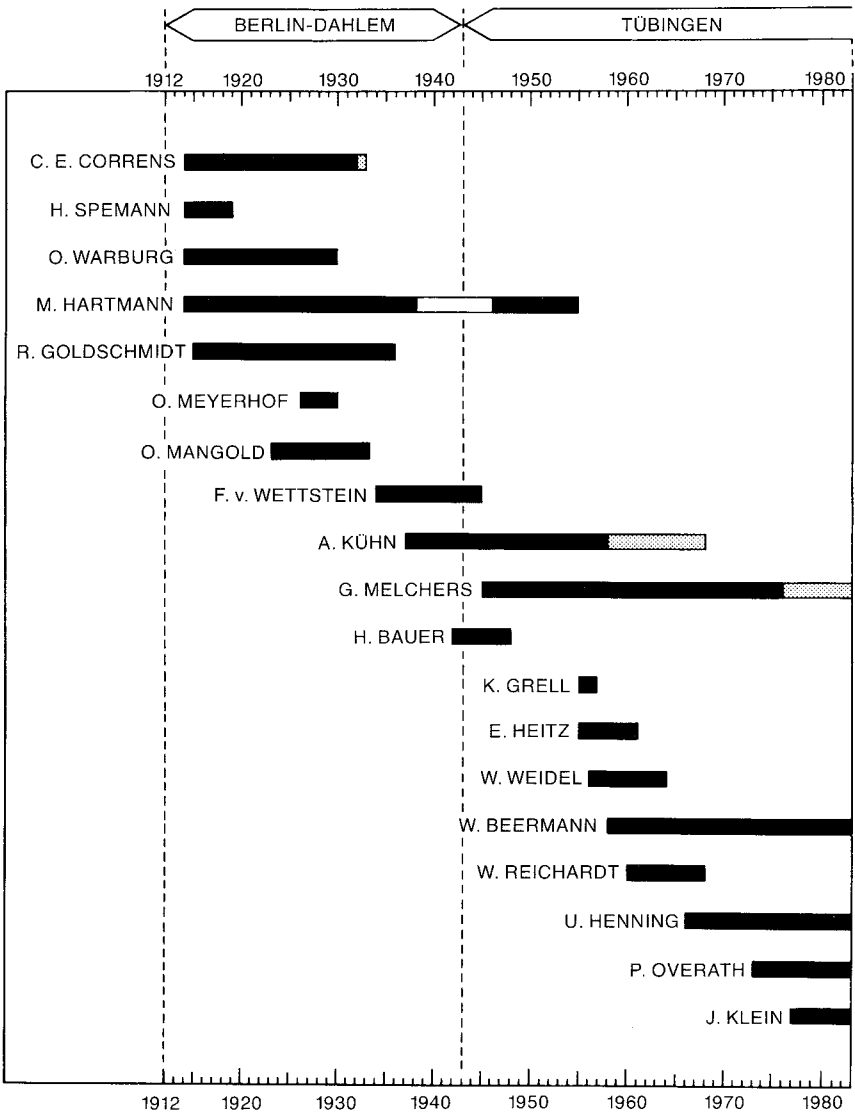 BERLIN-DAHLEM TÜBINGEN
1912 1920 1930 1940 1950 1960 1970 1980
C. E. CORRENS
H. SPEMANN
O. WARBURG
M. HARTMANN
R. GOLDSCHMIDT
O. MEYERHOF
O. MANGOLD
F. v. WETTSTEIN
A. KÜHN
G. MELCHERS
H. BAUER
K. GRELL
E. HEITZ
W. WEIDEL
W. BEERMANN
W. REICHARDT
U. HENNING
P. OVERATH
J. KLEIN
1912 1920 1930 1940 1950 1960 1970 1980